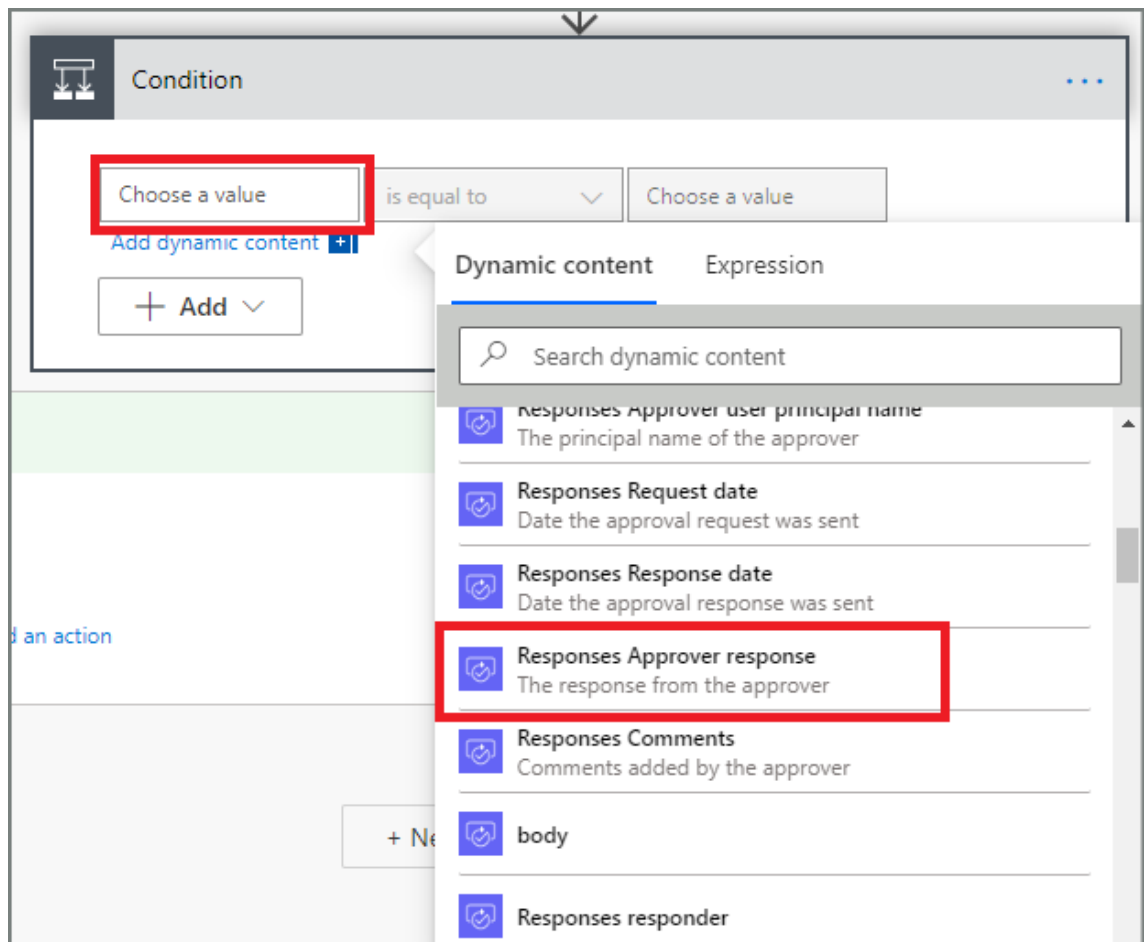 Condition
...
Choose a value
is equal to
Choose a value
Add dynamic content
+ Add
Dynamic content
Expression
Search dynamic content
Responses Approver user principal name
The principal name of the approver
Responses Request date
Date the approval request was sent
Responses Response date
Date the approval response was sent
an action
Responses Approver response
The response from the approver
Responses Comments
Comments added by the approver
+ Ne
body
Responses responder